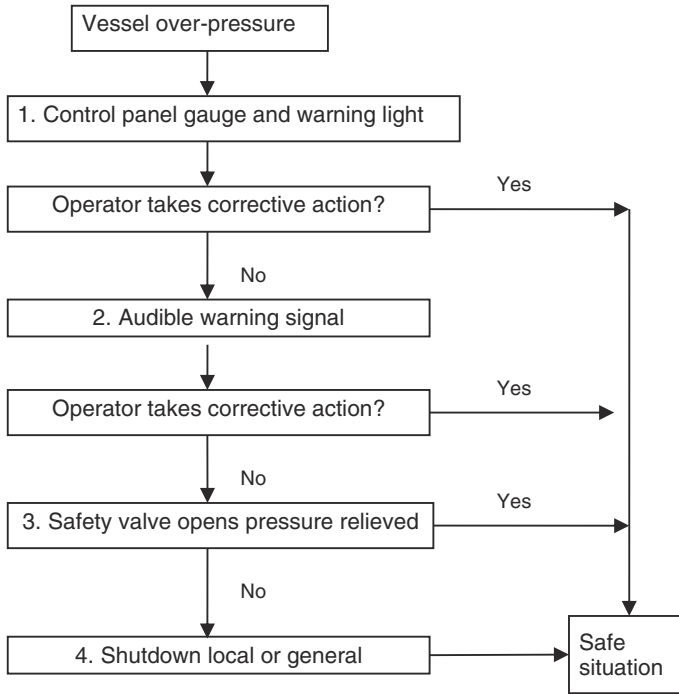 Vessel over-pressure
1. Control panel gauge and warning light
Operator takes corrective action?
Yes
No
2. Audible warning signal
Operator takes corrective action?
Yes
No
3. Safety valve opens pressure relieved
Yes
No
4. Shutdown local or general
Safe
situation